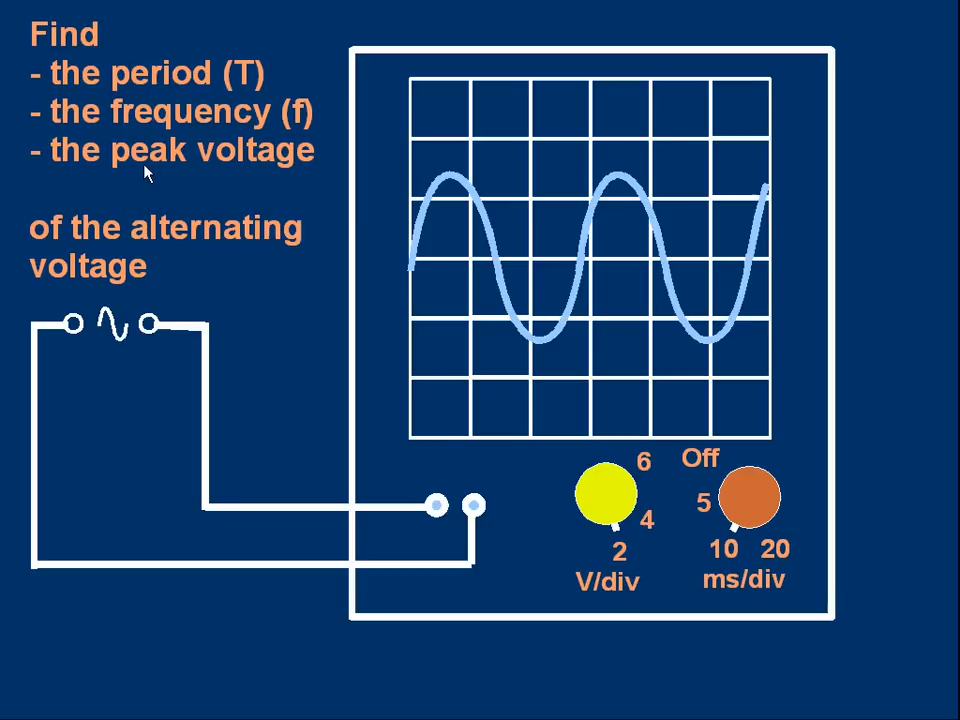 Find
- the period (T)
- the frequency (f)
- the peak voltage
of the alternating
voltage
6
Off
5
4
2
10 20
V/div
ms/div